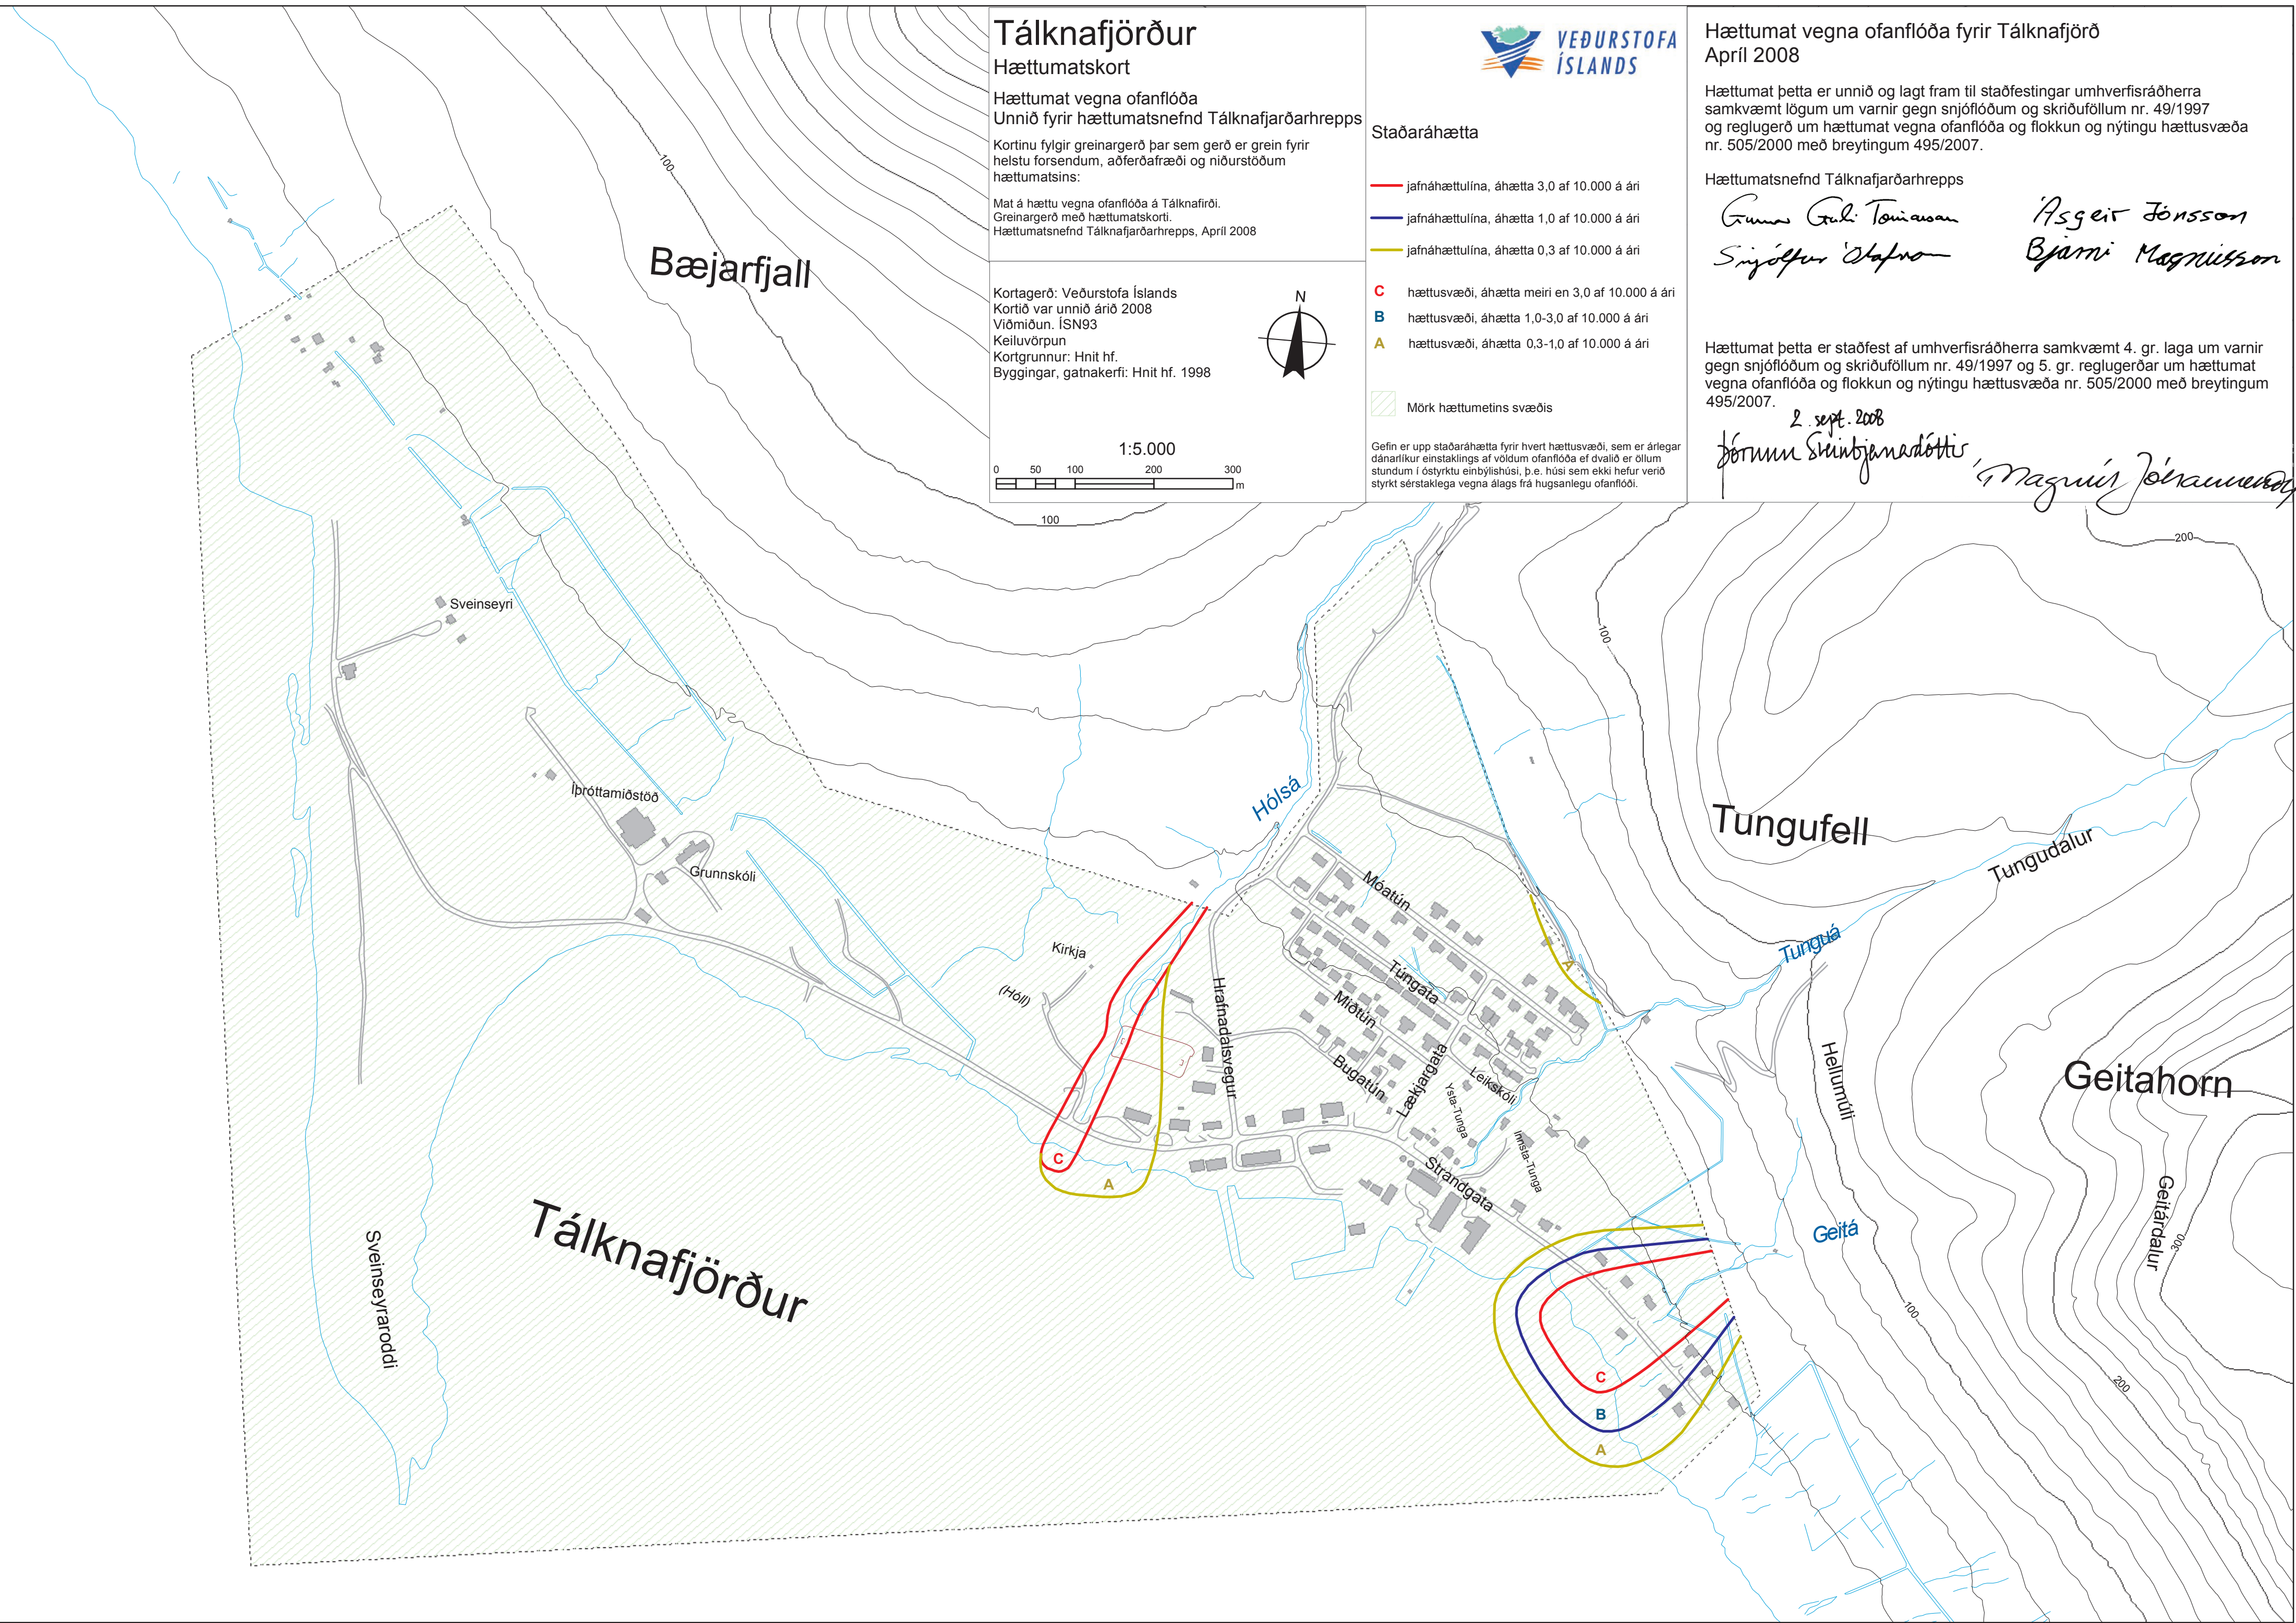 Tálknafjörður
Hættumatskort
Hættumat vegna ofanflóða
Unnið fyrir hættumatsnefnd Tálknafjarðarhrepps
Kortinu fylgir greinargerð þar sem gerð er grein fyrir
helstu forsendum, aðferðafræði og niðurstöðum
hættumatsins:
Mat á hættu vegna ofanflóða á Tálknafirði.
Greinargerð með hættumatskorti.
Hættumatsnefnd Tálknafjarðarhrepps, Apríl 2008
Kortagerð: Veðurstofa Íslands
Kortið var unnið árið 2008
Viðmiðun. ÍSN93
Keiluvörpun
Kortgrunnur: Hnit hf.
Byggingar, gatnakerfi: Hnit hf. 1998
N
1:5.000
0 50 100 200 300
m
VEÐURSTOFA
ÍSLANDS
Staðaráhætta
jafnáhættulína, áhætta 3,0 af 10.000 á ári
jafnáhættulína, áhætta 1,0 af 10.000 á ári
jafnáhættulína, áhætta 0,3 af 10.000 á ári
C hættusvæði, áhætta meiri en 3,0 af 10.000 á ári
B hættusvæði, áhætta 1,0-3,0 af 10.000 á ári
A hættusvæði, áhætta 0,3-1,0 af 10.000 á ári
Mörk hættumetins svæðis
Gefin er upp staðaráhætta fyrir hvert hættusvæði, sem er árlegar
dánarlíkur einstaklings af völdum ofanflóða ef dvalið er öllum
stundum í óstyrktu einbýlishúsi, þ.e. húsi sem ekki hefur verið
styrkt sérstaklega vegna álags frá hugsanlegu ofanflóði.
Hættumat vegna ofanflóða fyrir Tálknafjörð
Apríl 2008
Hættumat þetta er unnið og lagt fram til staðfestingar umhverfisráðherra
samkvæmt lögum um varnir gegn snjóflóðum og skriðuföllum nr. 49/1997
og reglugerð um hættumat vegna ofanflóða og flokkun og nýtingu hættusvæða
nr. 505/2000 með breytingum 495/2007.
Hættumatsnefnd Tálknafjarðarhrepps
Ásgeir Jónsson
Snjólfur Ólafsson
Bjarni Magnússon
Hættumat þetta er staðfest af umhverfisráðherra samkvæmt 4. gr. laga um varnir
gegn snjóflóðum og skriðuföllum nr. 49/1997 og 5. gr. reglugerðar um hættumat
vegna ofanflóða og flokkun og nýtingu hættusvæða nr. 505/2000 með breytingum
495/2007.
2. sept. 2008
Þórunn Sveinbjarnardóttir
Magnús Jóhannesson
Bæjarfjall
100
100
200
100
Sveinseyri
Íþróttamiðstöð
Grunnskóli
Kirkja
(Hóll)
Hólsá
Hrafnadalsvegur
Móatún
Túngata
Miðtún
Bugatún
Lækjargata
Leikskóli
Ysta-Tunga
Innsta-Tunga
Strandgata
Tungufell
Tungudalur
Tunguá
Hellumúli
Geitahorn
Geitárdalur
300
Geitá
100
200
A
C
A
C
B
A
Tálknafjörður
Sveinseyraroddi